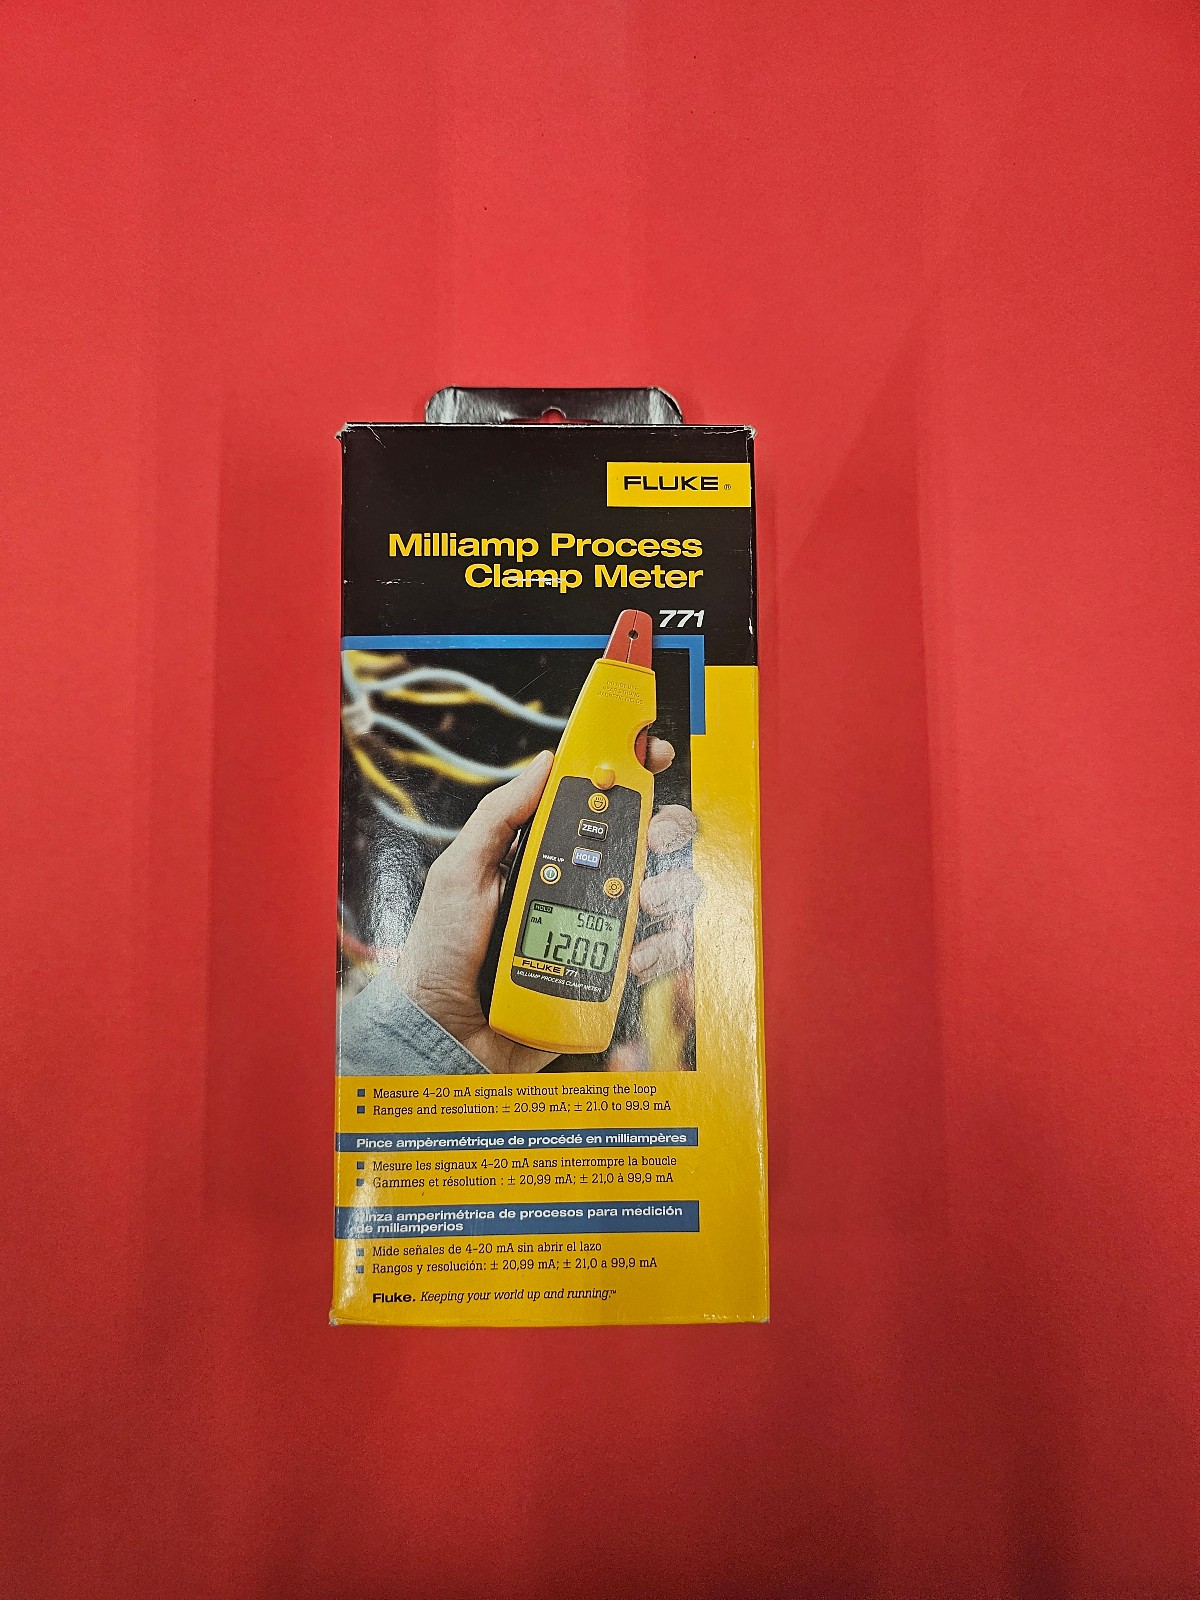 FLUKE ®
Milliamp Process
Clamp Meter
771
ZERO
HOLD
WAKE UP
HOLD
mA
50.0%
12.00
FLUKE 771
MILLIAMP PROCESS CLAMP METER
Measure 4–20 mA signals without breaking the loop
Ranges and resolution: ± 20.99 mA; ± 21.0 to 99.9 mA
Pince ampèremétrique de procédé en milliampères
Mesure les signaux 4–20 mA sans interrompre la boucle
Gammes et résolution : ± 20,99 mA; ± 21,0 à 99,9 mA
Pinza amperimétrica de procesos para medición
de miliamperios
Mide señales de 4–20 mA sin abrir el lazo
Rangos y resolución: ± 20,99 mA; ± 21,0 a 99,9 mA
Fluke. Keeping your world up and running.™